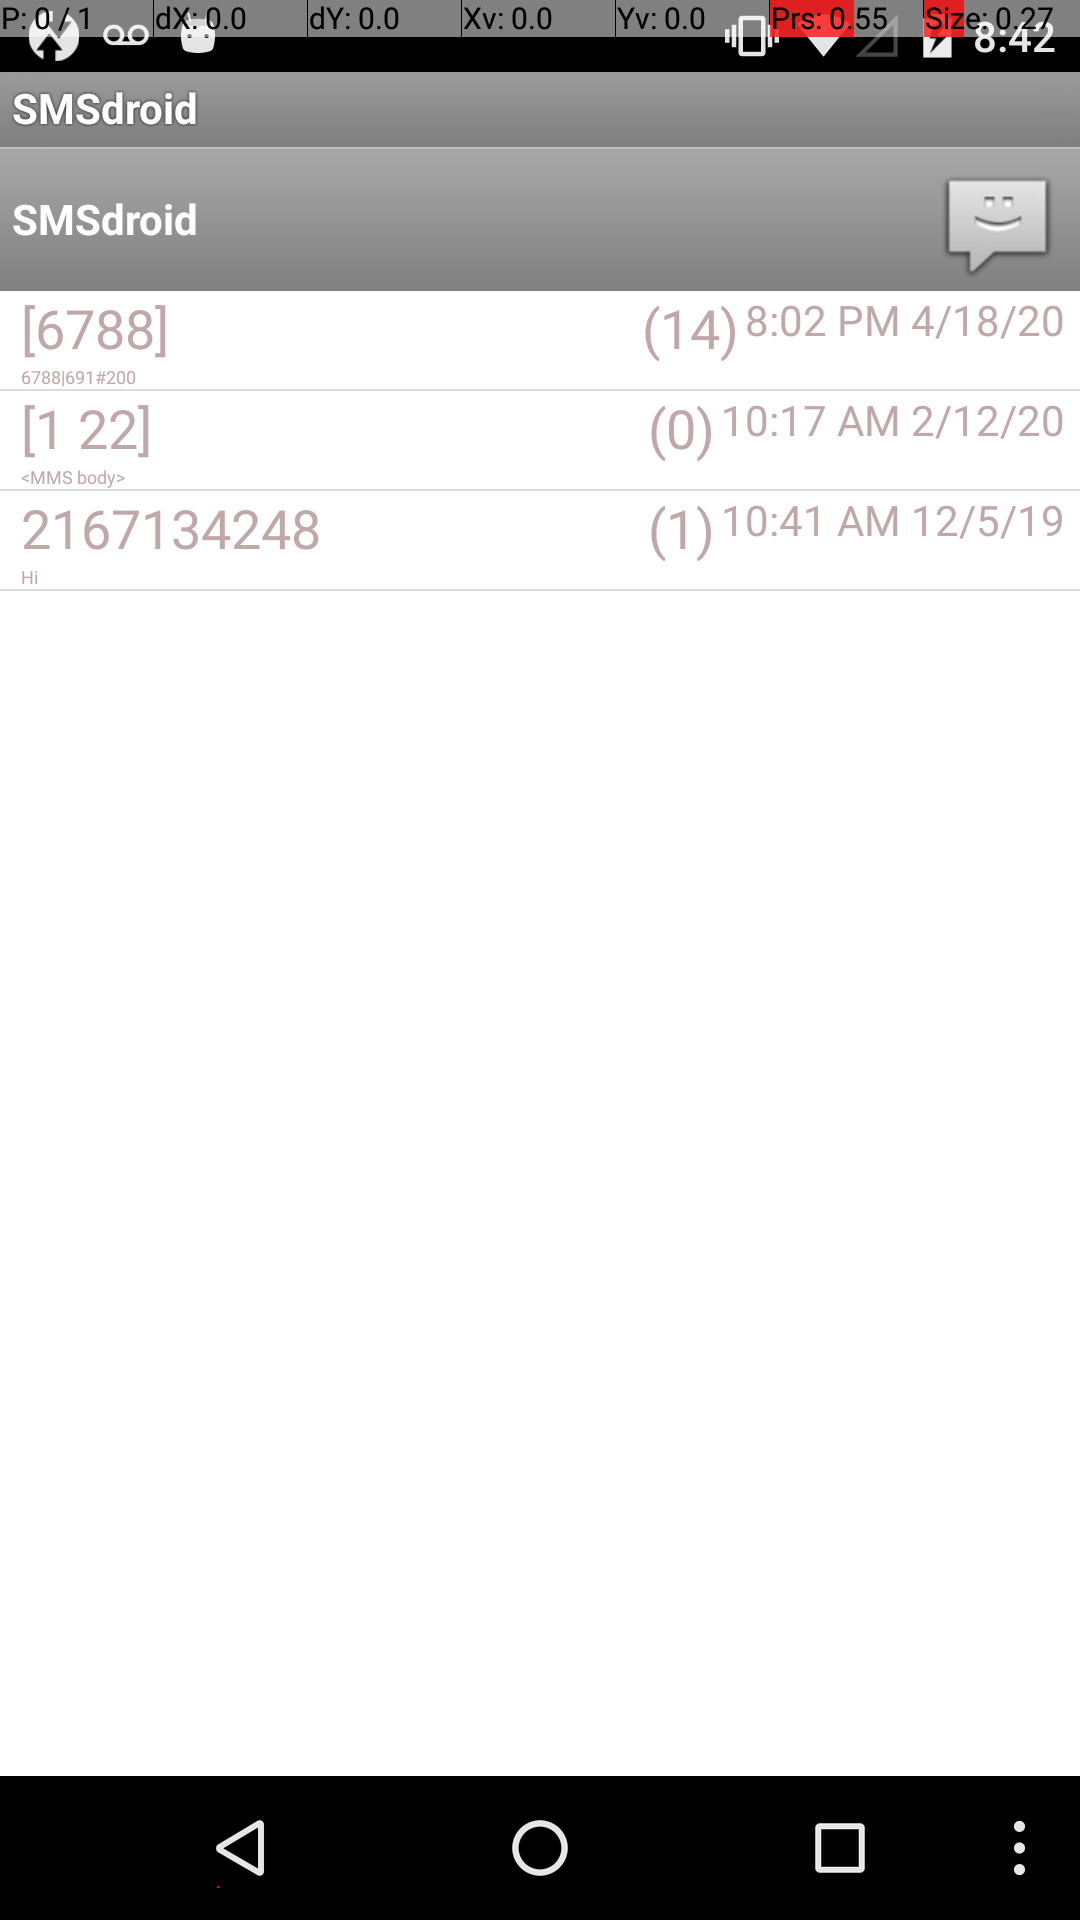 P: 0 / 1 dX: 0.0 dY: 0.0 Xv: 0.0 Yv: 0.0 Prs: 0.55 Size: 0.27
8:42
SMSdroid
SMSdroid
[6788] (14) 8:02 PM 4/18/20
6788|691#200
[1 22] (0) 10:17 AM 2/12/20
<MMS body>
2167134248 (1) 10:41 AM 12/5/19
Hi